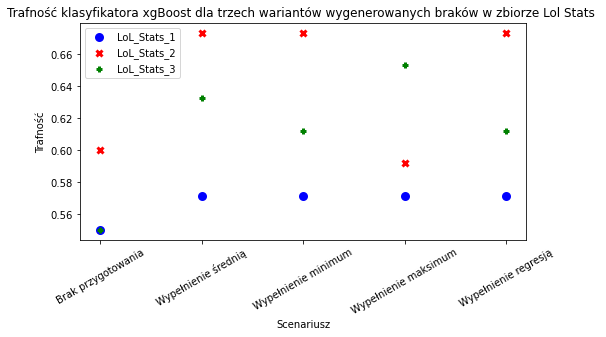 Trafność klasyfikatora xgBoost dla trzech wariantów wygenerowanych braków w zbiorze Lol Stats
LoL_Stats_1
LoL_Stats_2
LoL_Stats_3
Trafność
0.66
0.64
0.62
0.60
0.58
0.56
Brak przygotowania
Wypełnienie średnią
Wypełnienie minimum
Wypełnienie maksimum
Wypełnienie regresją
Scenariusz